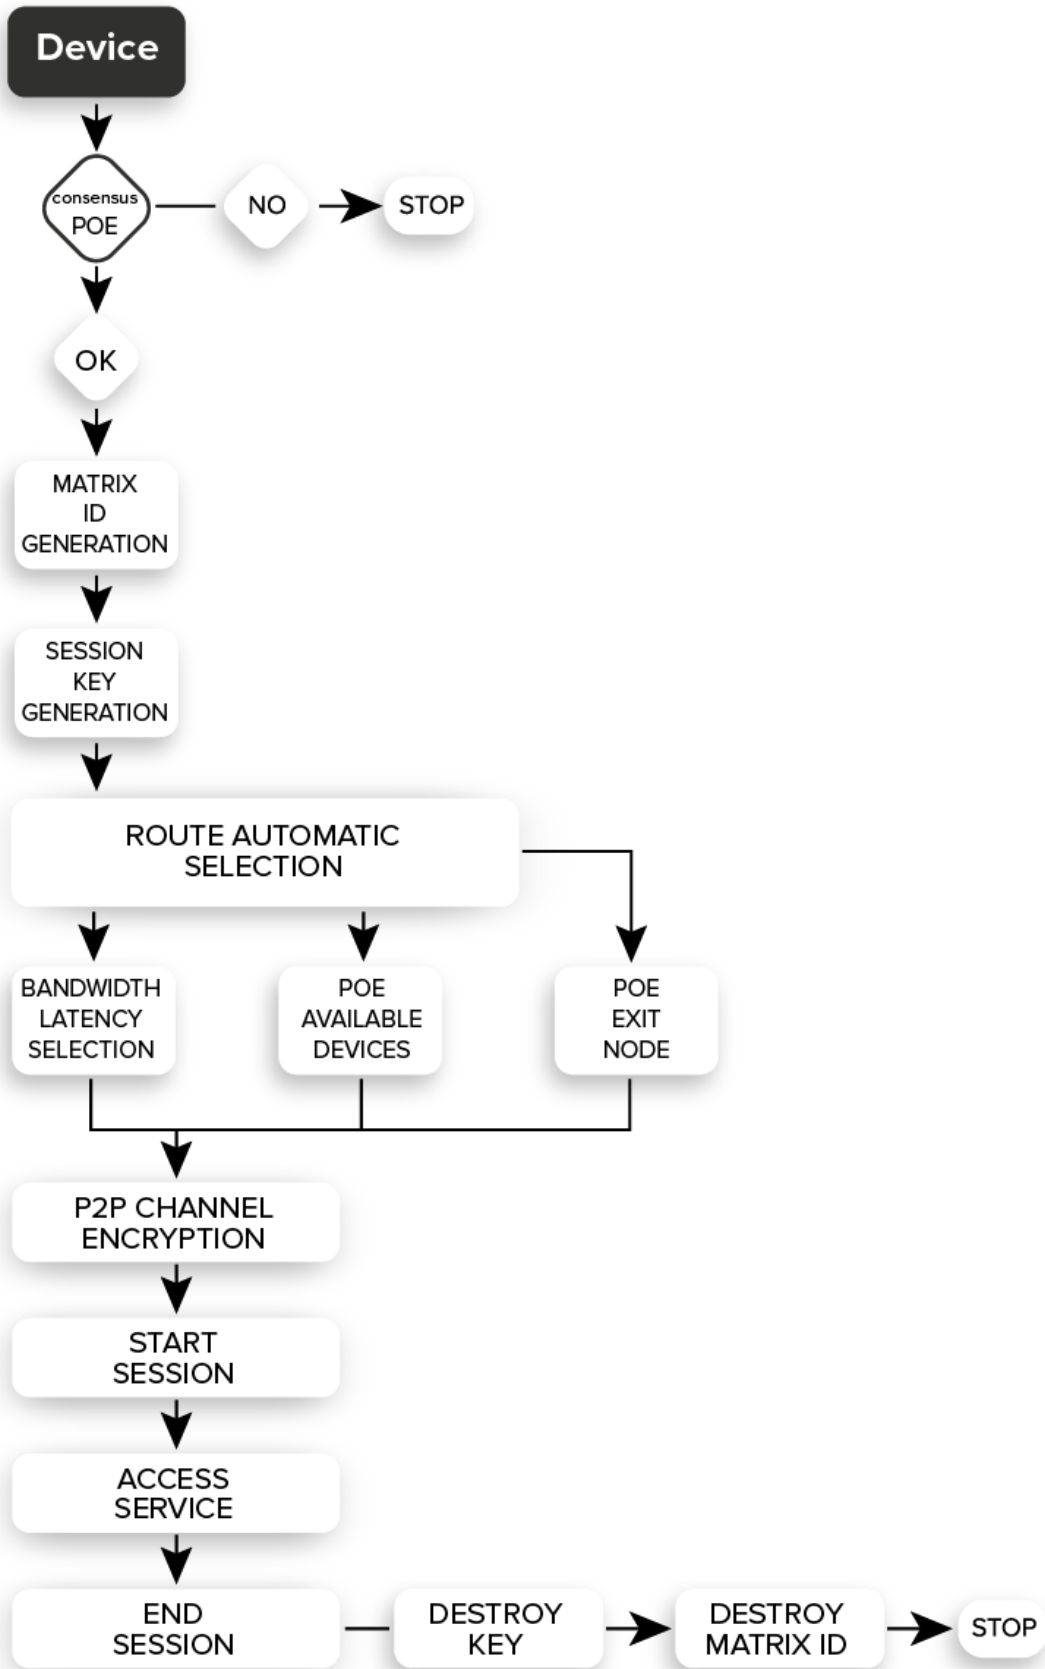 Device
consensus
POE
NO
STOP
OK
MATRIX
ID
GENERATION
SESSION
KEY
GENERATION
ROUTE AUTOMATIC
SELECTION
BANDWIDTH
LATENCY
SELECTION
POE
AVAILABLE
DEVICES
POE
EXIT
NODE
P2P CHANNEL
ENCRYPTION
START
SESSION
ACCESS
SERVICE
END
SESSION
DESTROY
KEY
DESTROY
MATRIX ID
STOP